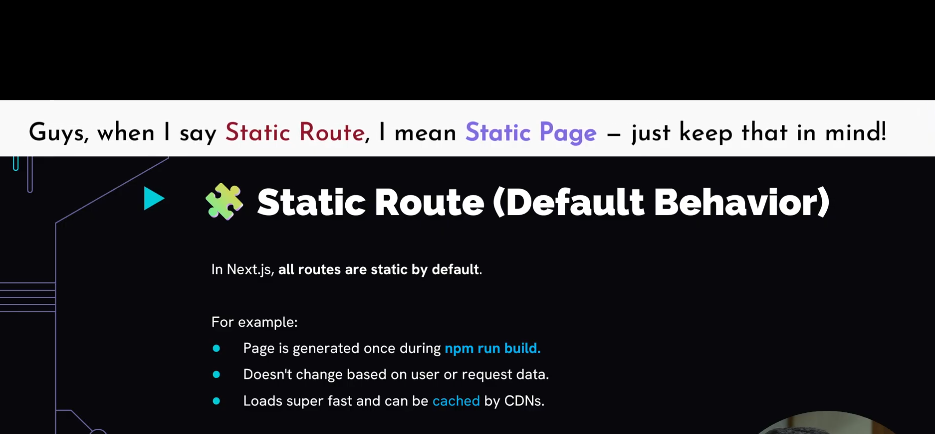 Guys, when I say Static Route, I mean Static Page – just keep that in mind!
Static Route (Default Behavior)
In Next.js, all routes are static by default.
For example:
Page is generated once during npm run build.
Doesn't change based on user or request data.
Loads super fast and can be cached by CDNs.